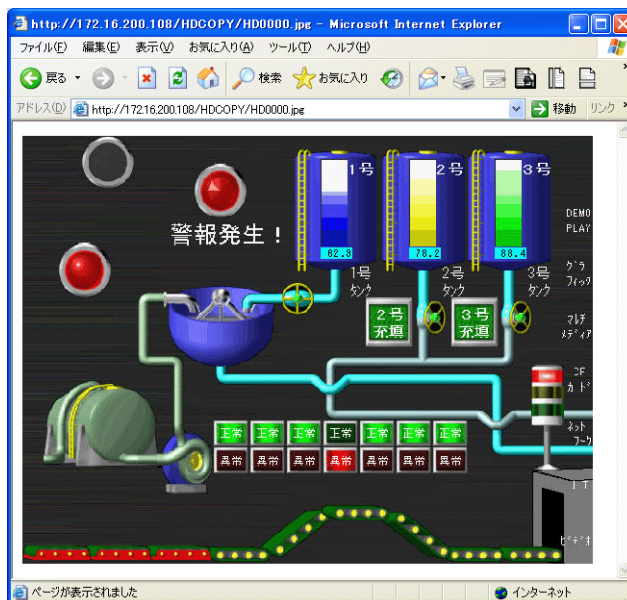 http://172.16.200.108/HDCOPY/HD0000.jpg - Microsoft Internet Explorer
ファイル(F) 編集(E) 表示(V) お気に入り(A) ツール(T) ヘルプ(H)
戻る 検索 お気に入り
アドレス(D) http://172.16.200.108/HDCOPY/HD0000.jpg 移動 リンク
1号 2号 3号
警報発生！
62.9 78.2 68.4
1号
タンク
2号
タンク
3号
タンク
2号
充填
3号
充填
DEMO
PLAY
グラ
フィック
マルチ
メディア
CF
カード
ネット
ワーク
正常 正常 正常 正常 正常 正常 正常
異常 異常 異常 異常 異常 異常 異常
ビデオ
ページが表示されました インターネット